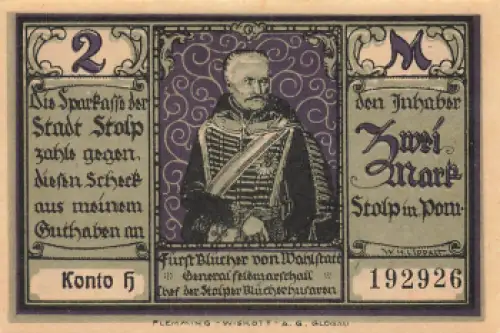 2
M
Die Sparkasse der
Stadt Stolp
zahle gegen
diesen Scheck
aus meinem
Guthaben an
Konto H
Fürst Blücher von Wahlstatt
Generalfeldmarschall
Chef der Stolper Blücherhusaren
den Inhaber
Zwei
Mark
Stolp in Pom.
W. H. Lippert
192926
FLEMMING-WISKOTT-A.G. GLOGAU